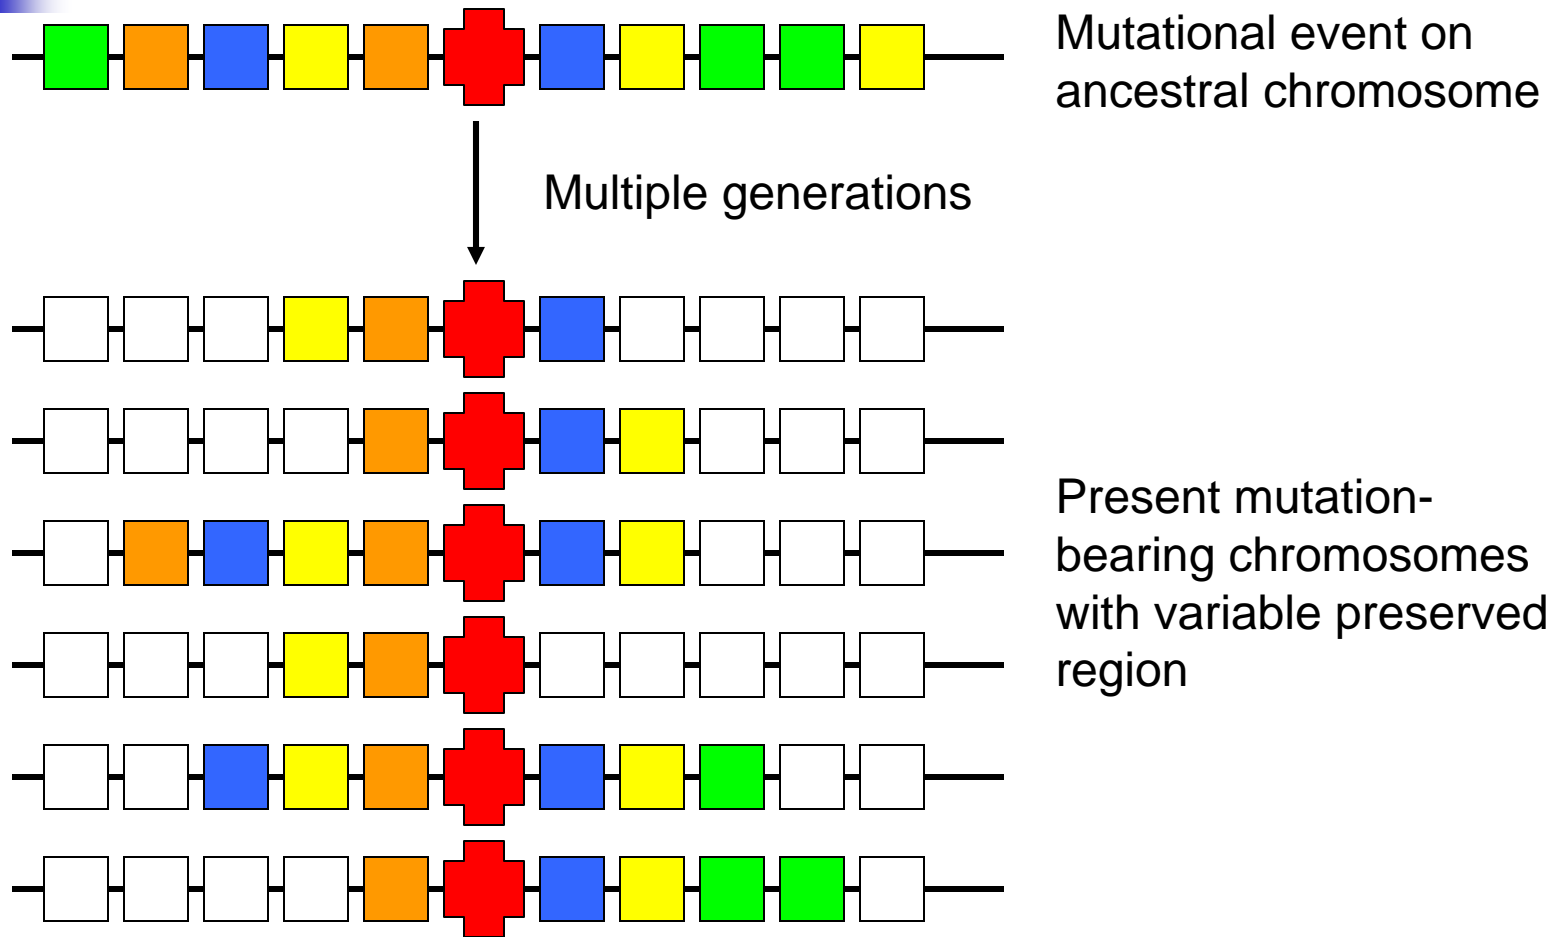 Mutational event on
ancestral chromosome
Multiple generations
Present mutation-
bearing chromosomes
with variable preserved
region